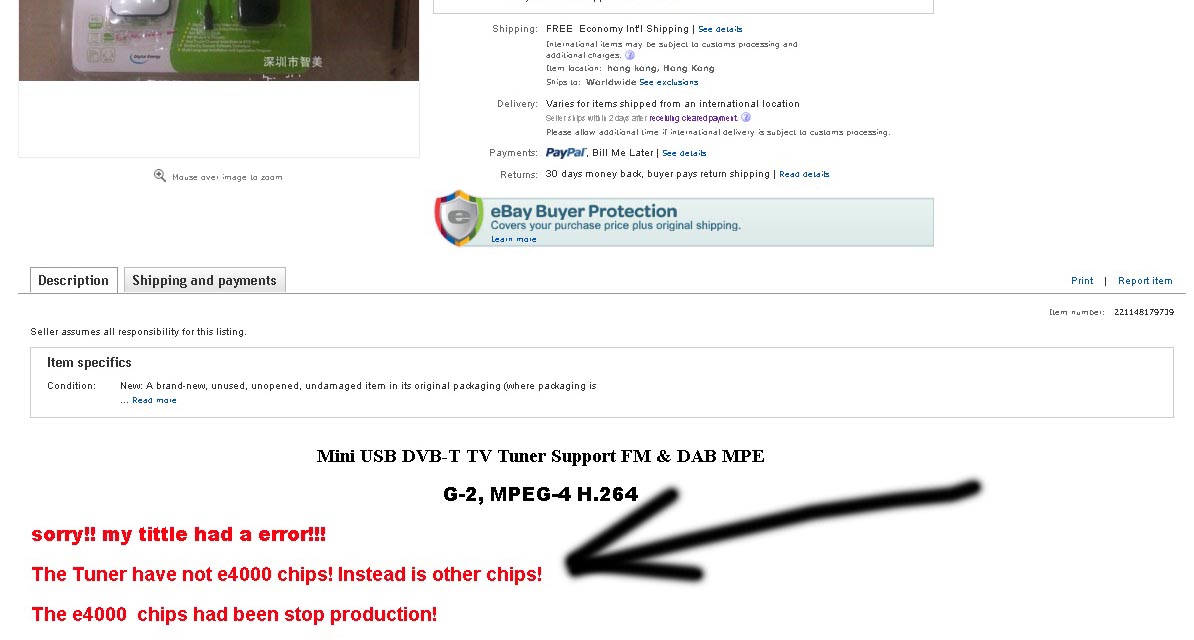 Digital Energy
深圳市智美
Mouse over image to zoom
Shipping: FREE Economy Int'l Shipping | See details
International items may be subject to customs processing and
additional charges.
Item location: hong kong, Hong Kong
Ships to: Worldwide See exclusions
Delivery: Varies for items shipped from an international location
Seller ships within 2 days after receiving cleared payment.
Please allow additional time if international delivery is subject to customs processing.
Payments: PayPal, Bill Me Later | See details
Returns: 30 days money back, buyer pays return shipping | Read details
e
eBay Buyer Protection
Covers your purchase price plus original shipping.
Learn more
Description Shipping and payments Print | Report item
Item number: 221148179739
Seller assumes all responsibility for this listing.
Item specifics
Condition: New: A brand-new, unused, unopened, undamaged item in its original packaging (where packaging is
... Read more
Mini USB DVB-T TV Tuner Support FM & DAB MPE
G-2, MPEG-4 H.264
sorry!! my tittle had a error!!!
The Tuner have not e4000 chips! Instead is other chips!
The e4000 chips had been stop production!